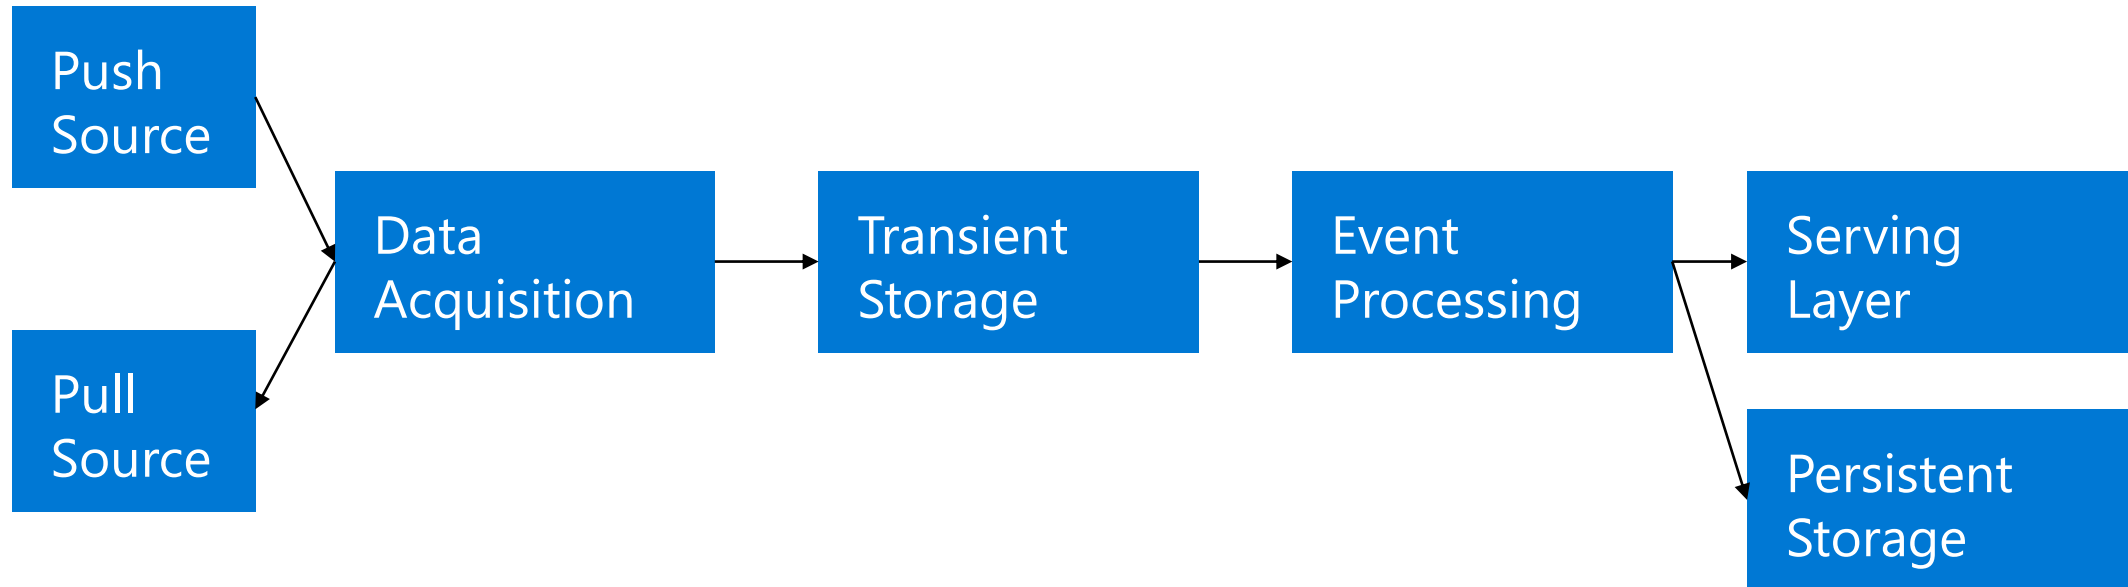 Push
Source
Pull
Source
Data
Acquisition
Transient
Storage
Event
Processing
Serving
Layer
Persistent
Storage